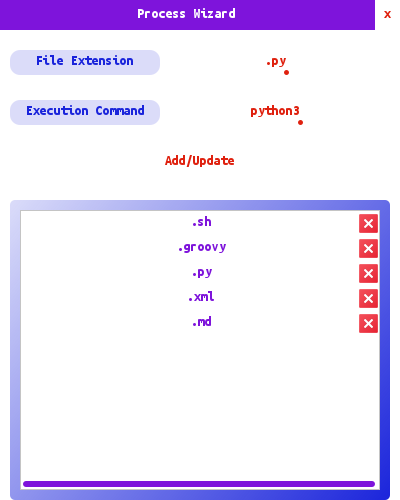 Process Wizard x
File Extension .py
Execution Command python3
Add/Update
.sh
.groovy
.py
.xml
.md